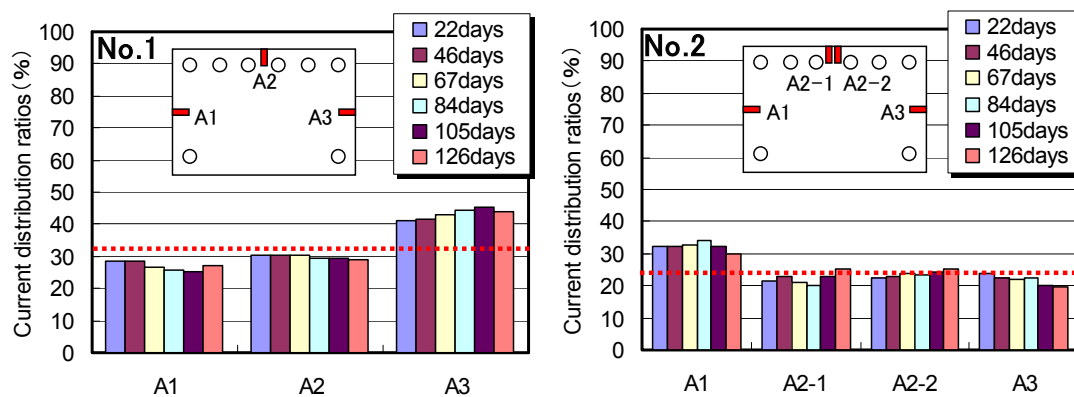 No.1
Current distribution ratios (%)
100
90
80
70
60
50
40
30
20
10
0
A1
A2
A3
22days
46days
67days
84days
105days
126days
A1
A2
A3
No.2
Current distribution ratios (%)
100
90
80
70
60
50
40
30
20
10
0
A2-1
A2-2
A1
A3
22days
46days
67days
84days
105days
126days
A1
A2-1
A2-2
A3